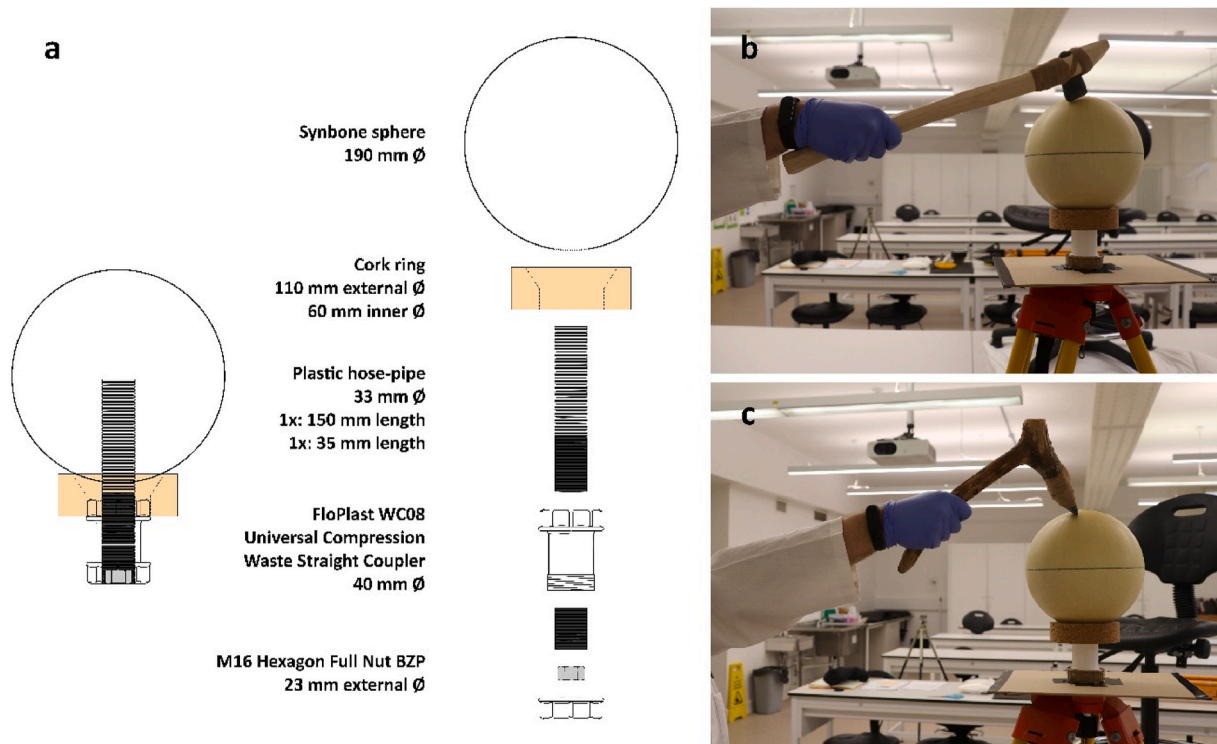 a
Synbone sphere
190 mm Ø
Cork ring
110 mm external Ø
60 mm inner Ø
Plastic hose-pipe
33 mm Ø
1x: 150 mm length
1x: 35 mm length
FloPlast WC08
Universal Compression
Waste Straight Coupler
40 mm Ø
M16 Hexagon Full Nut BZP
23 mm external Ø
b
c